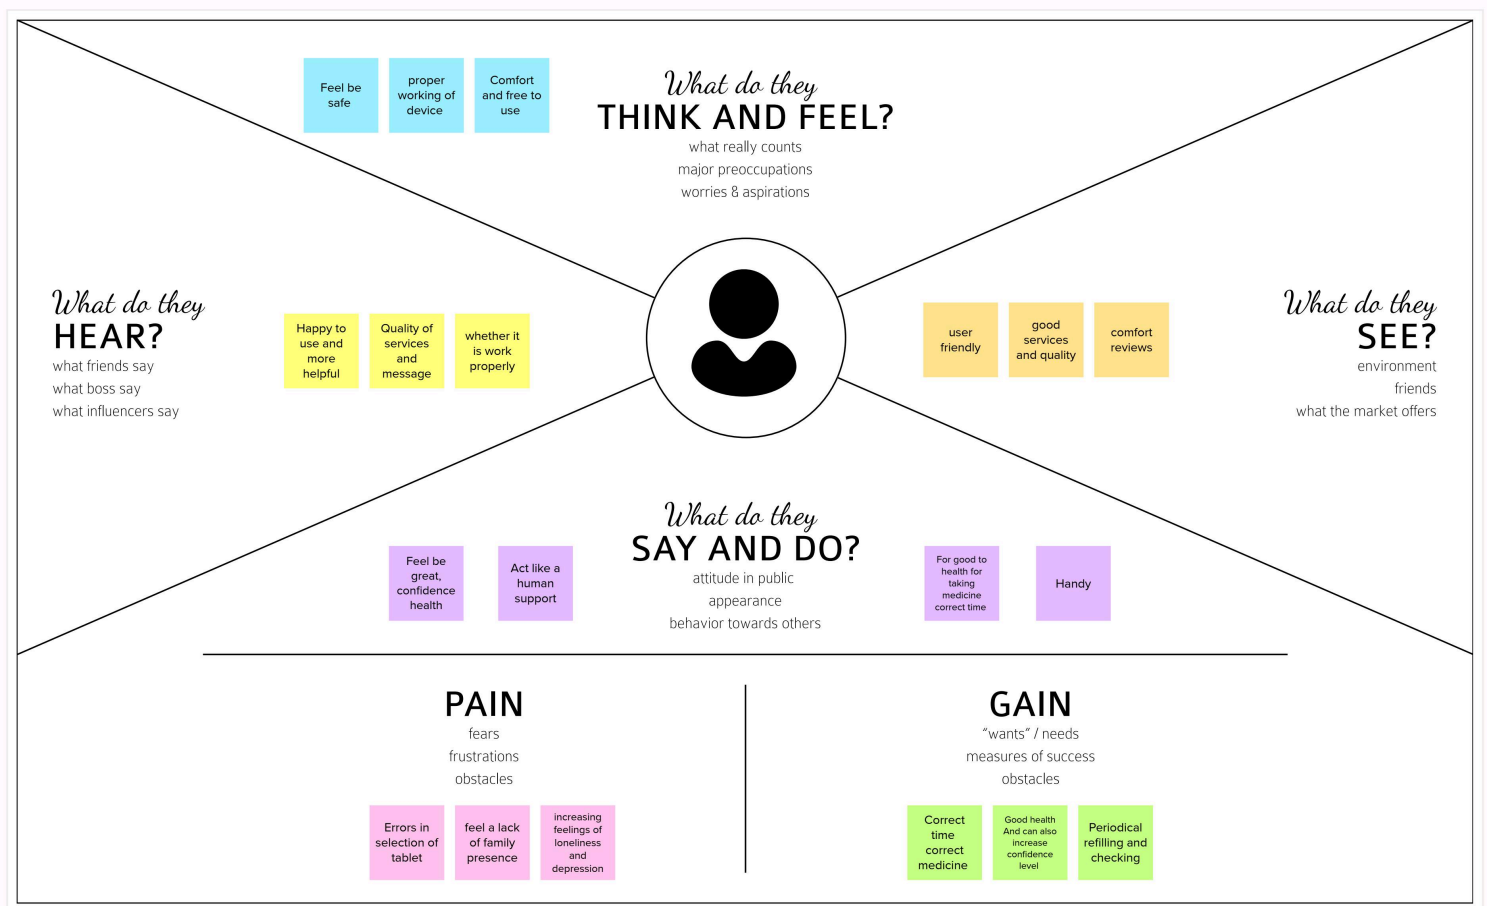 Feel be
safe
proper
working of
device
Comfort
and free to
use
What do they
THINK AND FEEL?
what really counts
major preoccupations
worries & aspirations
What do they
HEAR?
what friends say
what boss say
what influencers say
Happy to
use and
more
helpful
Quality of
services
and
message
whether it
is work
properly
user
friendly
good
services
and quality
comfort
reviews
What do they
SEE?
environment
friends
what the market offers
What do they
SAY AND DO?
attitude in public
appearance
behavior towards others
Feel be
great,
confidence
health
Act like a
human
support
For good to
health for
taking
medicine
correct time
Handy
PAIN
fears
frustrations
obstacles
Errors in
selection of
tablet
feel a lack
of family
presence
increasing
feelings of
loneliness
and
depression
GAIN
“wants” / needs
measures of success
obstacles
Correct
time
correct
medicine
Good health
And can also
increase
confidence
level
Periodical
refilling and
checking